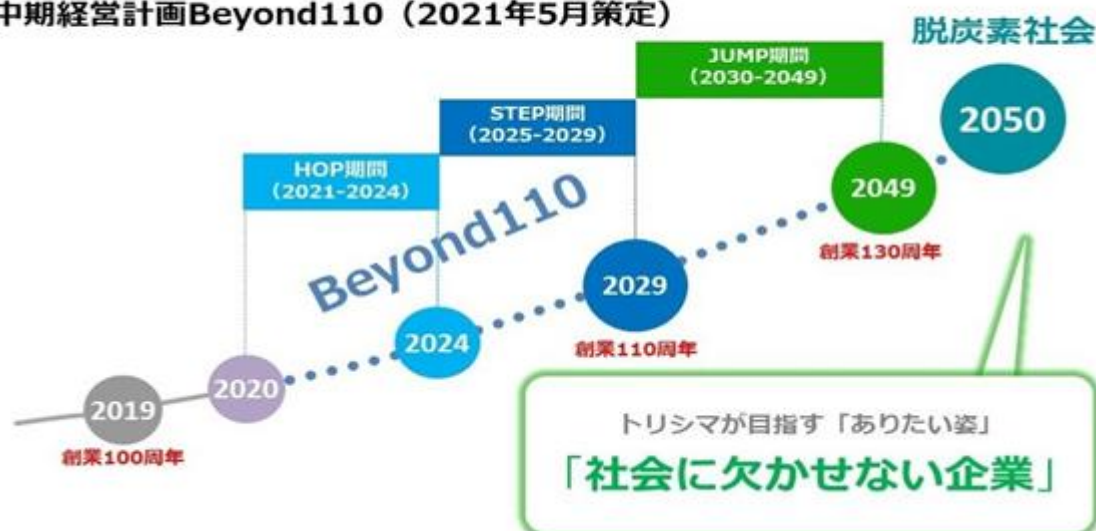 中期経営計画Beyond110（2021年5月策定）
脱炭素社会
JUMP期間
（2030-2049）
2050
STEP期間
（2025-2029）
HOP期間
（2021-2024）
2049
創業130周年
Beyond110
2029
創業110周年
2024
2020
2019
創業100周年
トリシマが目指す「ありたい姿」
「社会に欠かせない企業」